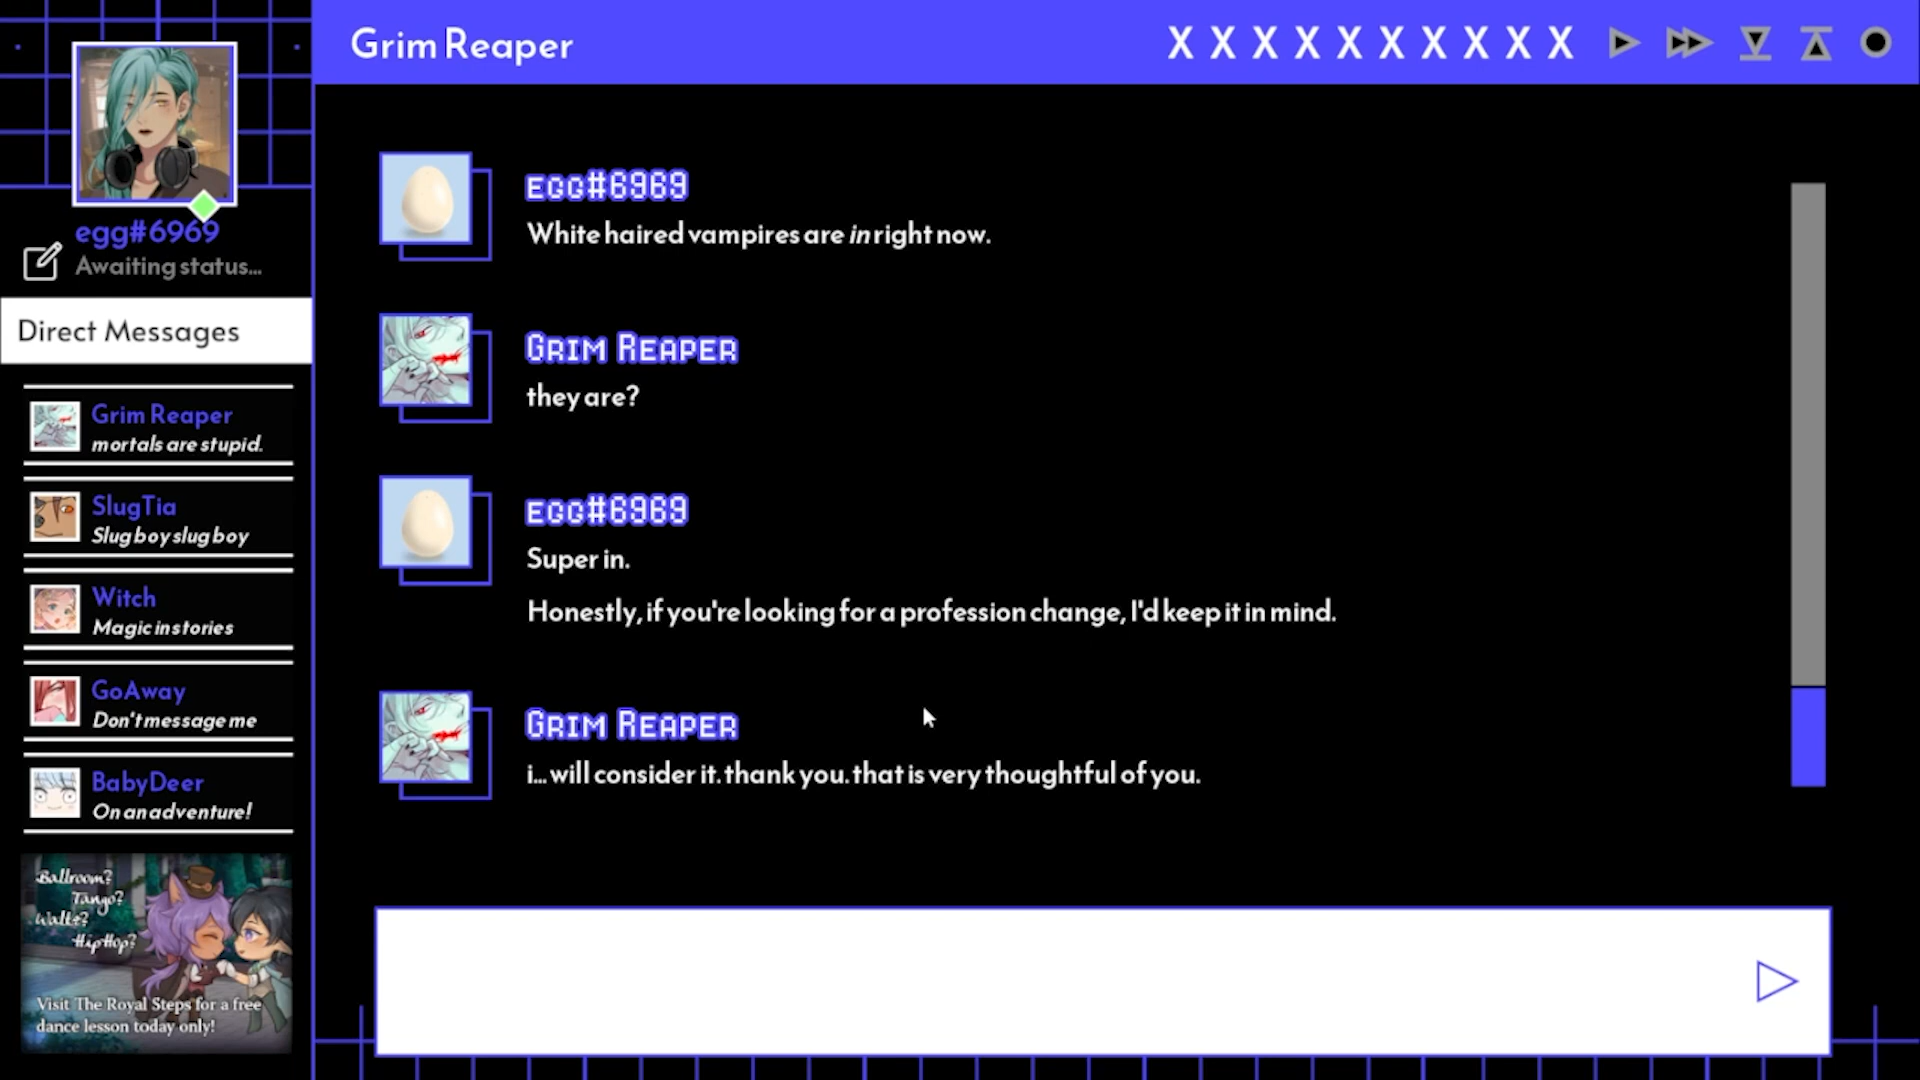 Grim Reaper
X X X X X X X X X X
egg#6969
Awaiting status...
Direct Messages
Grim Reaper
mortals are stupid.
SlugTia
Slug boy slug boy
Witch
Magic in stories
GoAway
Don't message me
BabyDeer
On an adventure!
Ballroom?
Tango?
Waltz?
HipHop?
Visit The Royal Steps for a free
dance lesson today only!
egg#6969
White haired vampires are in right now.
Grim Reaper
they are?
egg#6969
Super in.
Honestly, if you're looking for a profession change, I'd keep it in mind.
Grim Reaper
i... will consider it. thank you. that is very thoughtful of you.